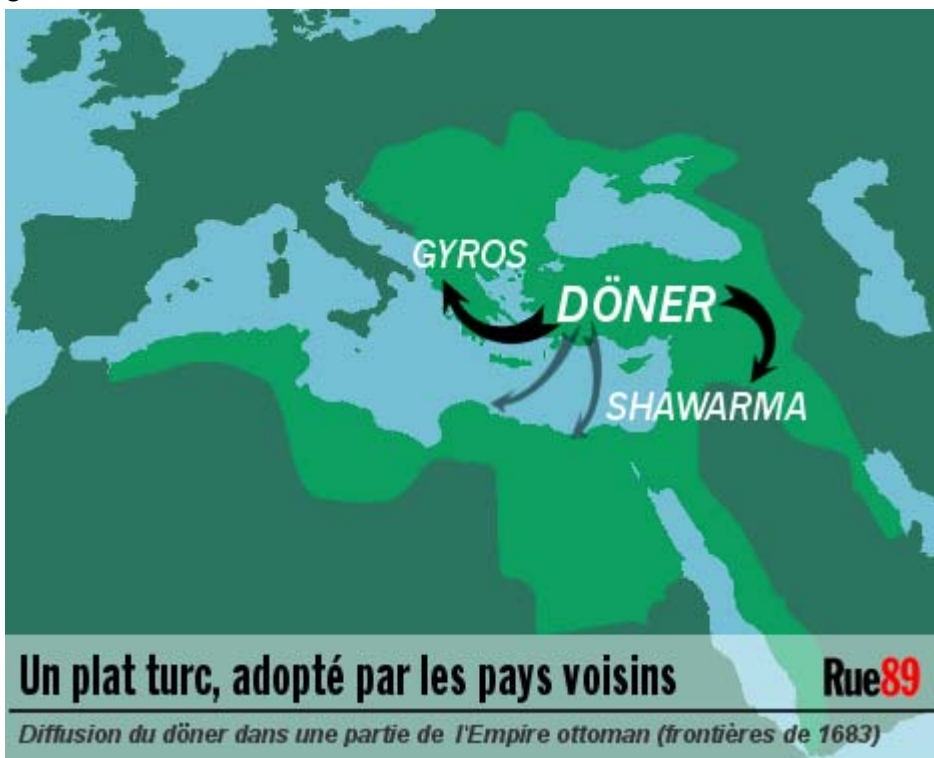 GYROS
DÖNER
SHAWARMA
Un plat turc, adopté par les pays voisins
Rue89
Diffusion du döner dans une partie de l'Empire ottoman (frontières de 1683)